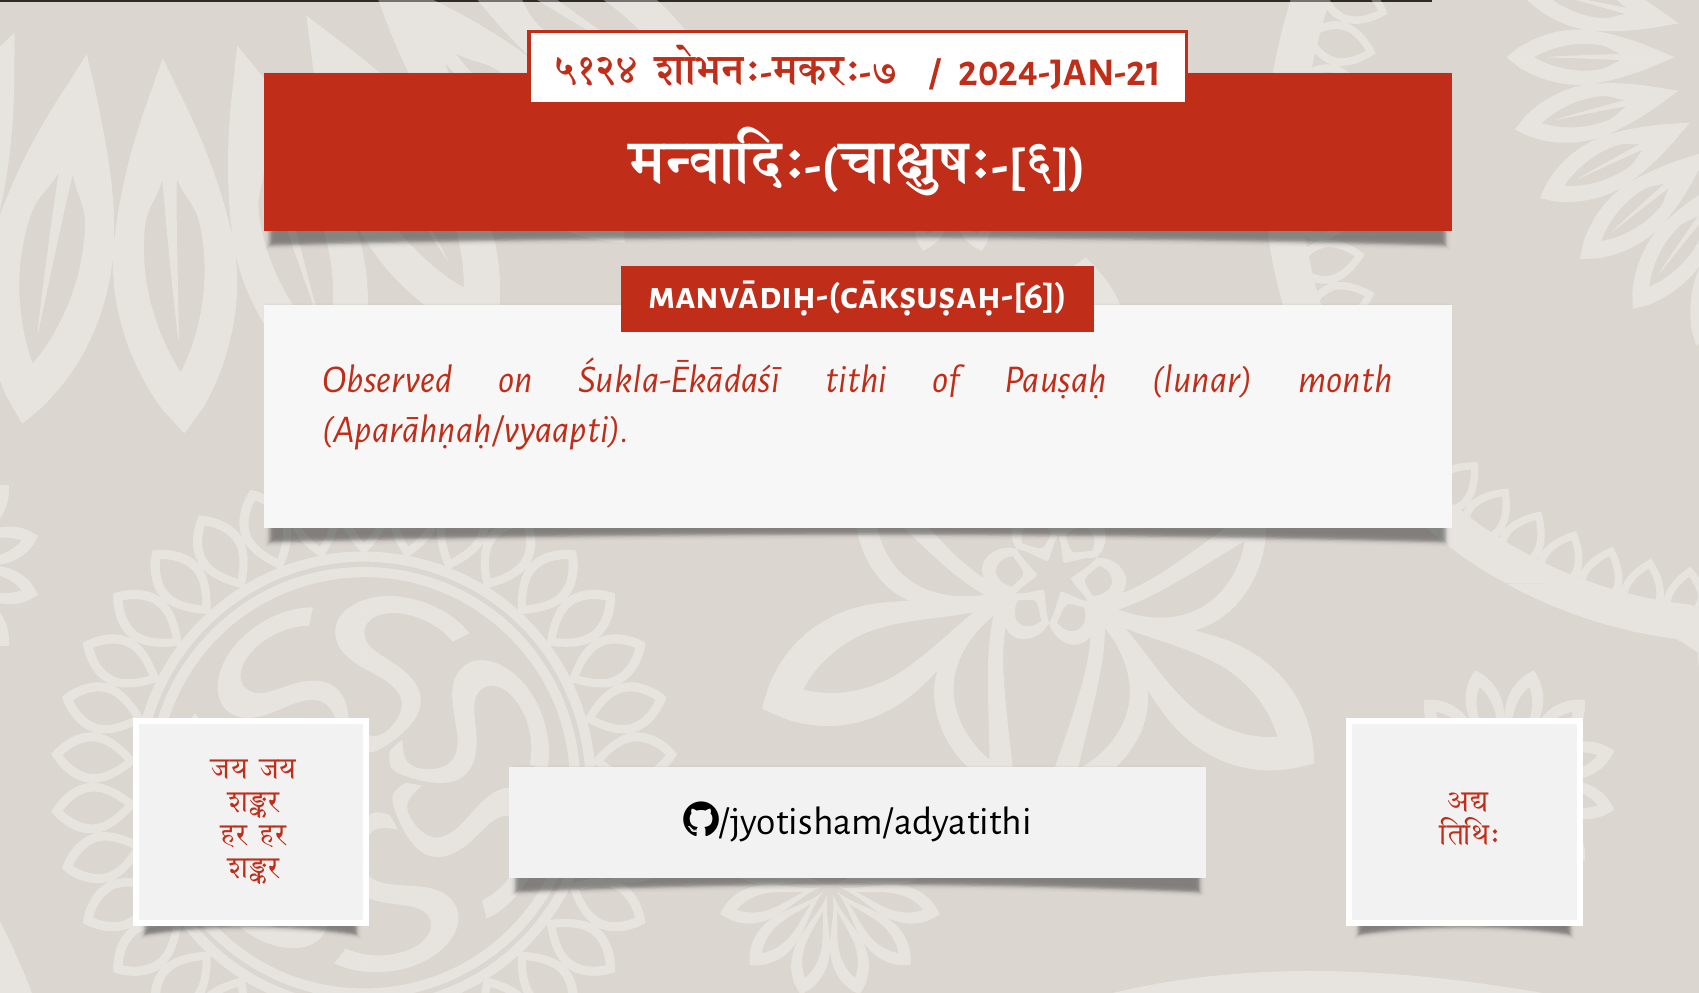 ५१२४ शोभनः-मकरः-७ / 2024-JAN-21
मन्वादिः-(चाक्षुषः-[६])
MANVĀDIḤ-(CĀKṢUṢAḤ-[6])
Observed on Śukla-Ēkādaśī tithi of Pauṣaḥ (lunar) month
(Aparāhṇaḥ/vyaapti).
जय जय
शङ्कर
हर हर
शङ्कर
/jyotisham/adyatithi
अद्य
तिथिः